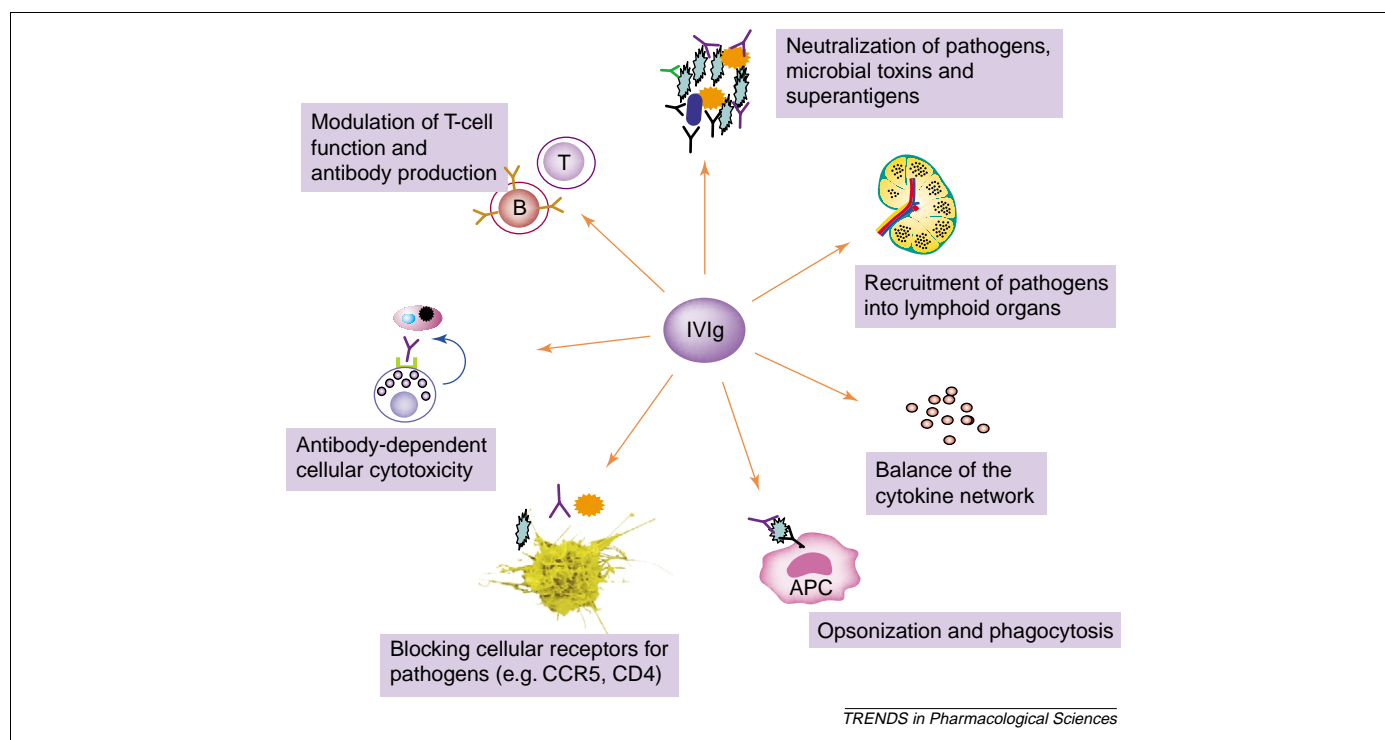 Neutralization of pathogens,
microbial toxins and
superantigens
Modulation of T-cell
function and
antibody production
T
B
Recruitment of pathogens
into lymphoid organs
IVIg
Antibody-dependent
cellular cytotoxicity
Balance of the
cytokine network
APC
Opsonization and phagocytosis
Blocking cellular receptors for
pathogens (e.g. CCR5, CD4)
TRENDS in Pharmacological Sciences